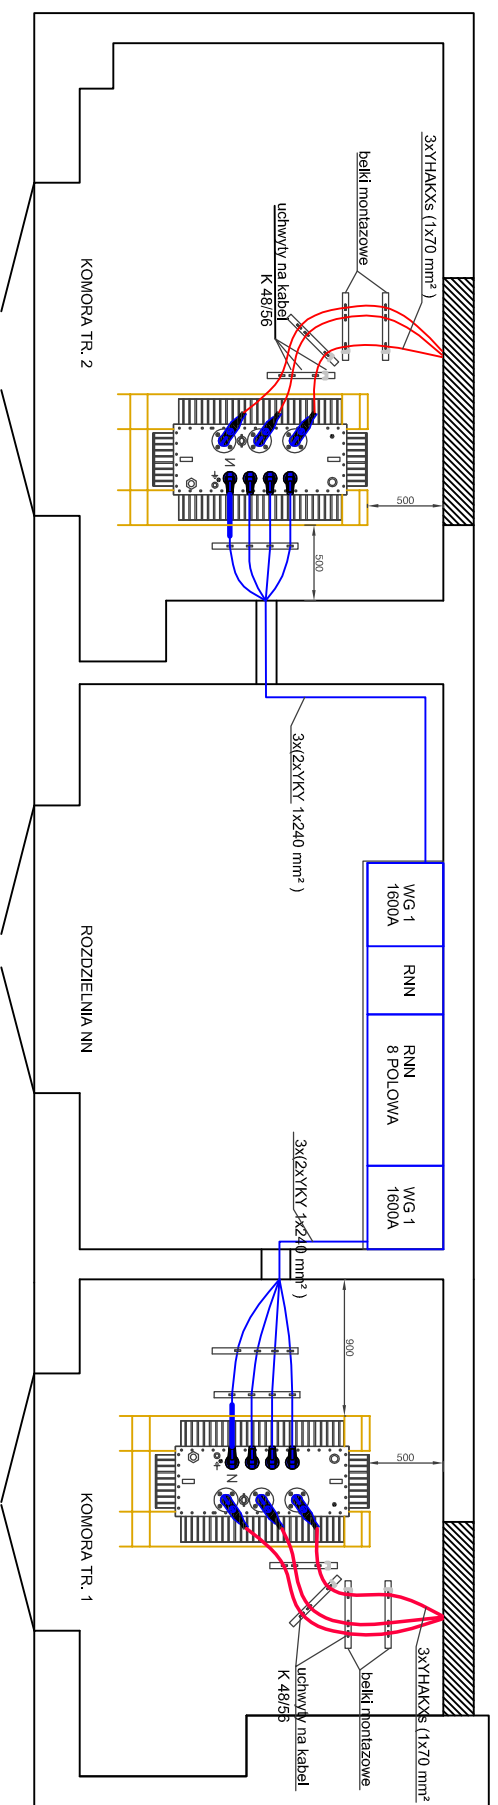 3xYHAKXs (1x70 mm² )
belki montazowe
uchwyty na kabel
K 48/56
KOMORA TR. 2
N
500
500
3x(2xYKY 1x240 mm² )
WG 1
1600A
RNN
RNN
8 POLOWA
WG 1
1600A
ROZDZIELNIA NN
3x(2xYKY 1x240 mm² )
900
500
N
KOMORA TR. 1
3xYHAKXs (1x70 mm²
belki montazowe
uchwyty na kabel
K 48/56